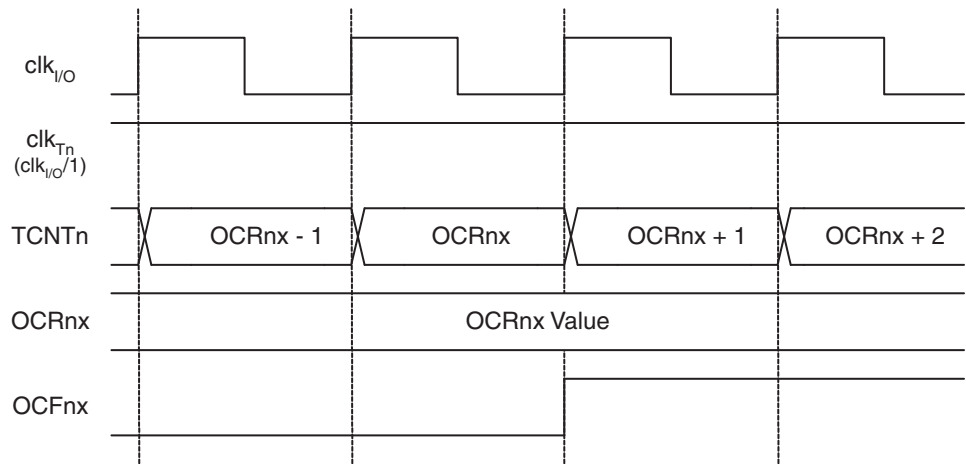 clkI/O
clkTn
(clkI/O/1)
TCNTn OCRnx - 1 OCRnx OCRnx + 1 OCRnx + 2
OCRnx OCRnx Value
OCFnx